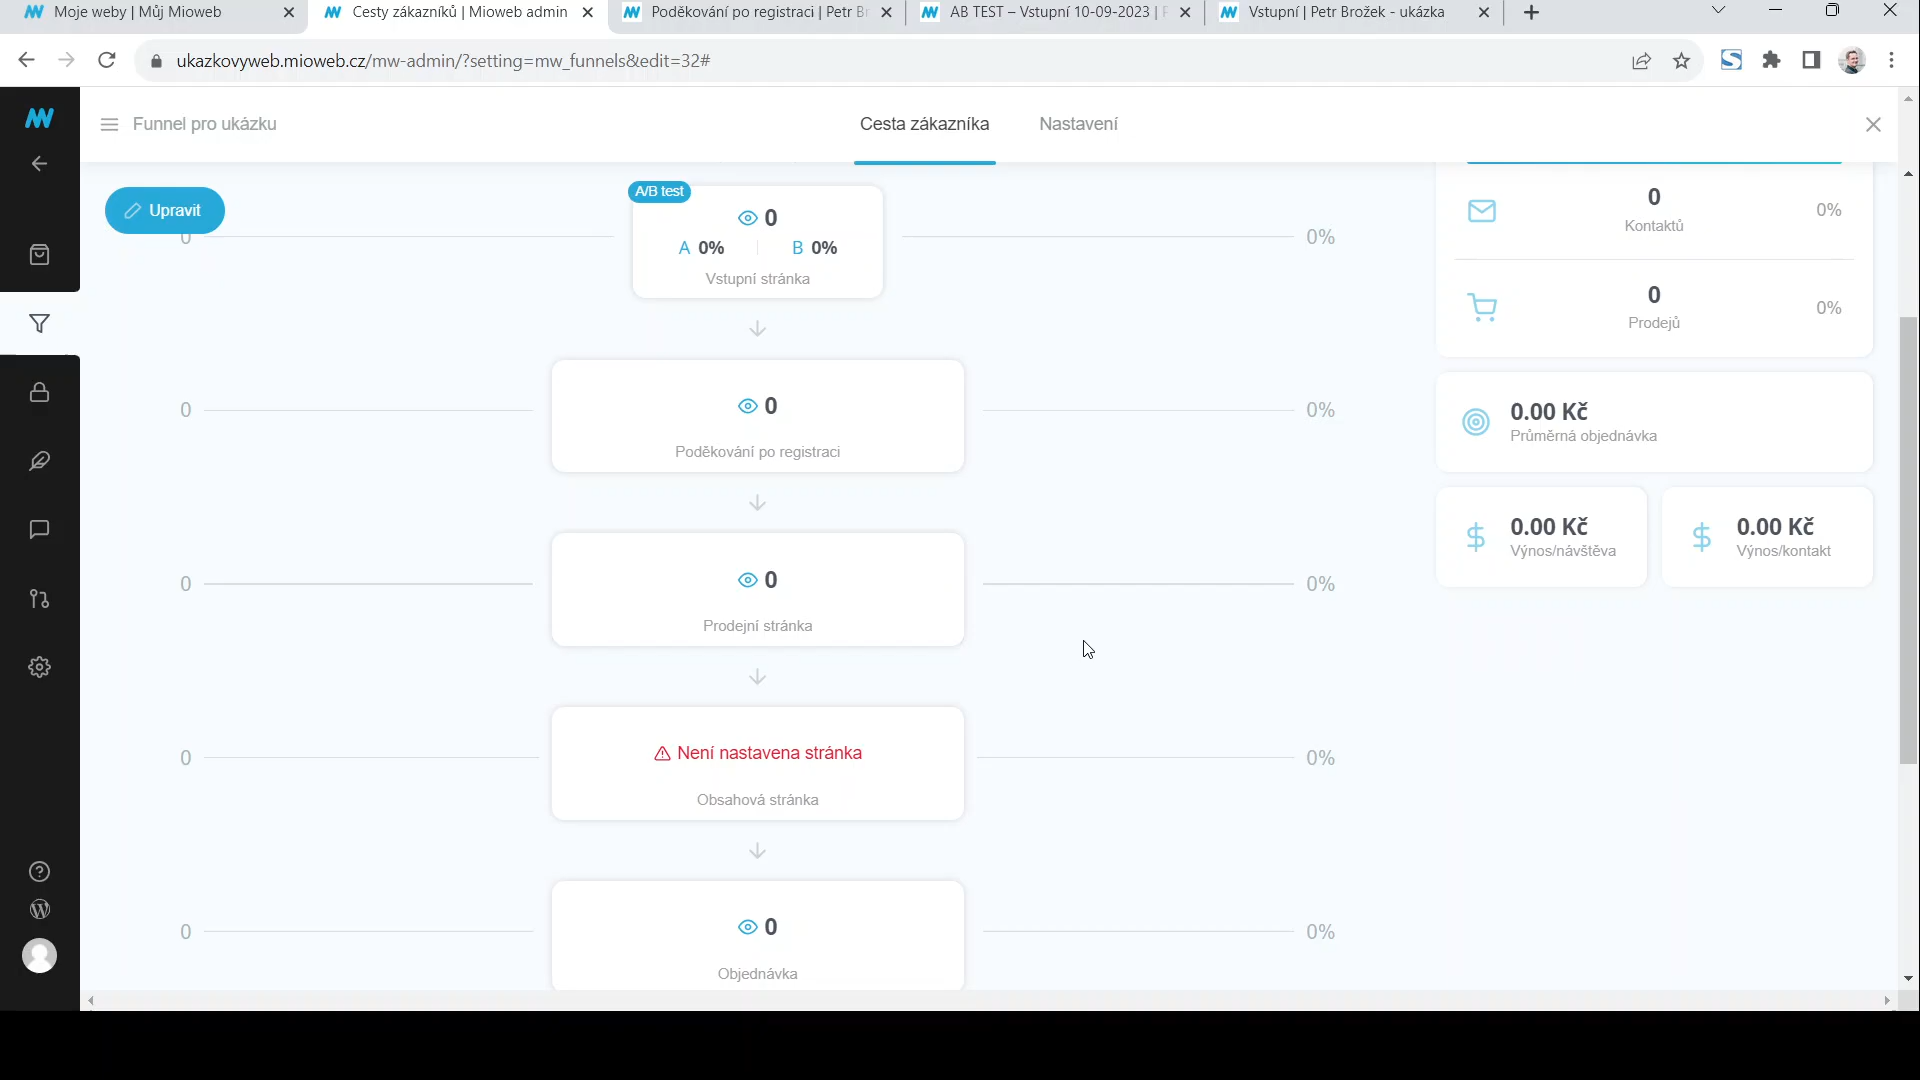 Moje weby | Můj Mioweb
Cesty zákazníků | Mioweb admin
Poděkování po registraci | Petr Br
AB TEST – Vstupní 10-09-2023 | P
Vstupní | Petr Brožek - ukázka
ukazkovyweb.mioweb.cz/mw-admin/?setting=mw_funnels&edit=32#
Funnel pro ukázku
Cesta zákazníka
Nastavení
Upravit
A/B test
0
A 0%
B 0%
Vstupní stránka
0
0%
0
Poděkování po registraci
0
0%
0
Prodejní stránka
0
0%
Není nastavena stránka
Obsahová stránka
0
0%
0
Objednávka
0
0%
0
Kontaktů
0%
0
Prodejů
0%
0.00 Kč
Průměrná objednávka
0.00 Kč
Výnos/návštěva
0.00 Kč
Výnos/kontakt